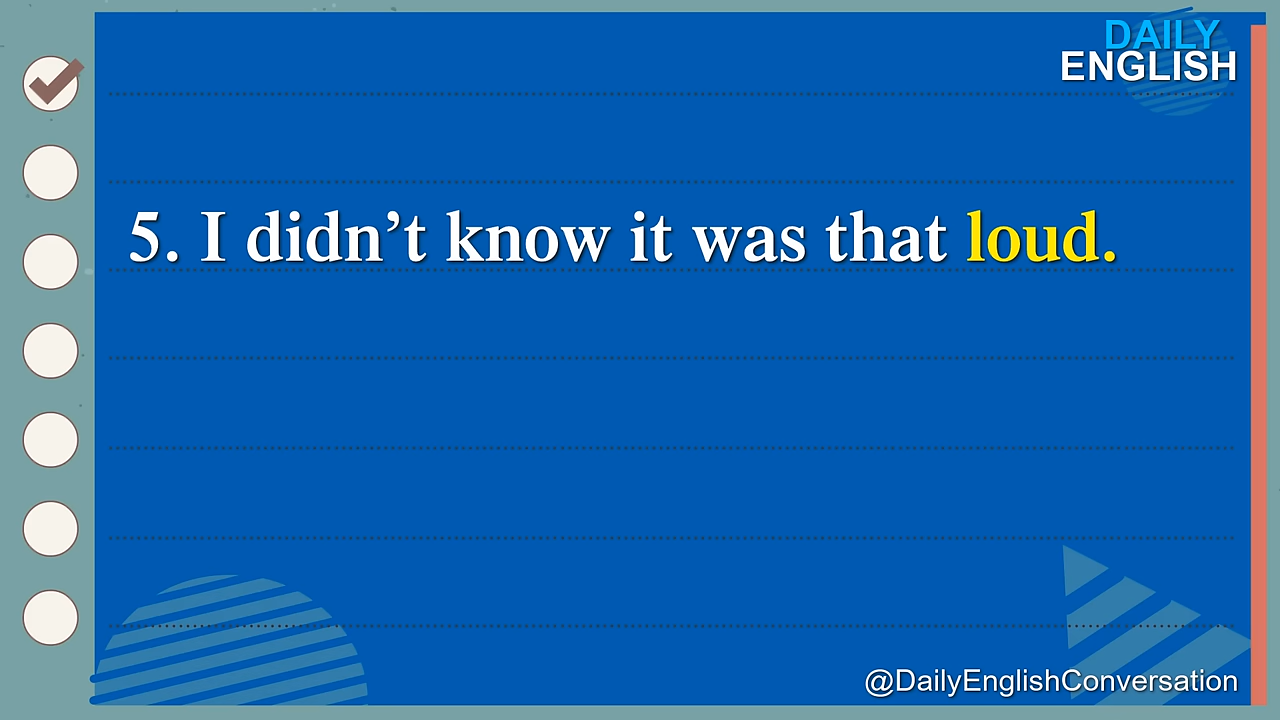 DAILY
ENGLISH
5. I didn’t know it was that loud.
@DailyEnglishConversation